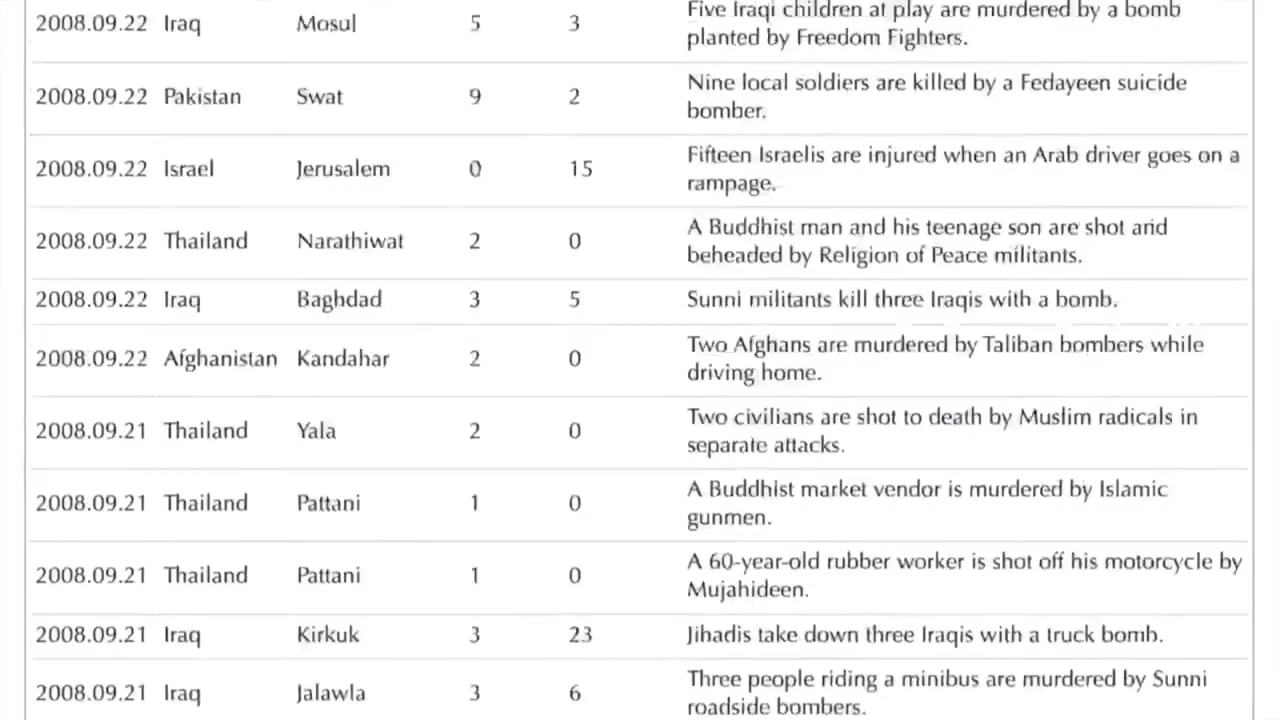 2008.09.22 Iraq Mosul 5 3 Five Iraqi children at play are murdered by a bomb
planted by Freedom Fighters.
2008.09.22 Pakistan Swat 9 2 Nine local soldiers are killed by a Fedayeen suicide
bomber.
2008.09.22 Israel Jerusalem 0 15 Fifteen Israelis are injured when an Arab driver goes on a
rampage.
2008.09.22 Thailand Narathiwat 2 0 A Buddhist man and his teenage son are shot and
beheaded by Religion of Peace militants.
2008.09.22 Iraq Baghdad 3 5 Sunni militants kill three Iraqis with a bomb.
2008.09.22 Afghanistan Kandahar 2 0 Two Afghans are murdered by Taliban bombers while
driving home.
2008.09.21 Thailand Yala 2 0 Two civilians are shot to death by Muslim radicals in
separate attacks.
2008.09.21 Thailand Pattani 1 0 A Buddhist market vendor is murdered by Islamic
gunmen.
2008.09.21 Thailand Pattani 1 0 A 60-year-old rubber worker is shot off his motorcycle by
Mujahideen.
2008.09.21 Iraq Kirkuk 3 23 Jihadis take down three Iraqis with a truck bomb.
2008.09.21 Iraq Jalawla 3 6 Three people riding a minibus are murdered by Sunni
roadside bombers.